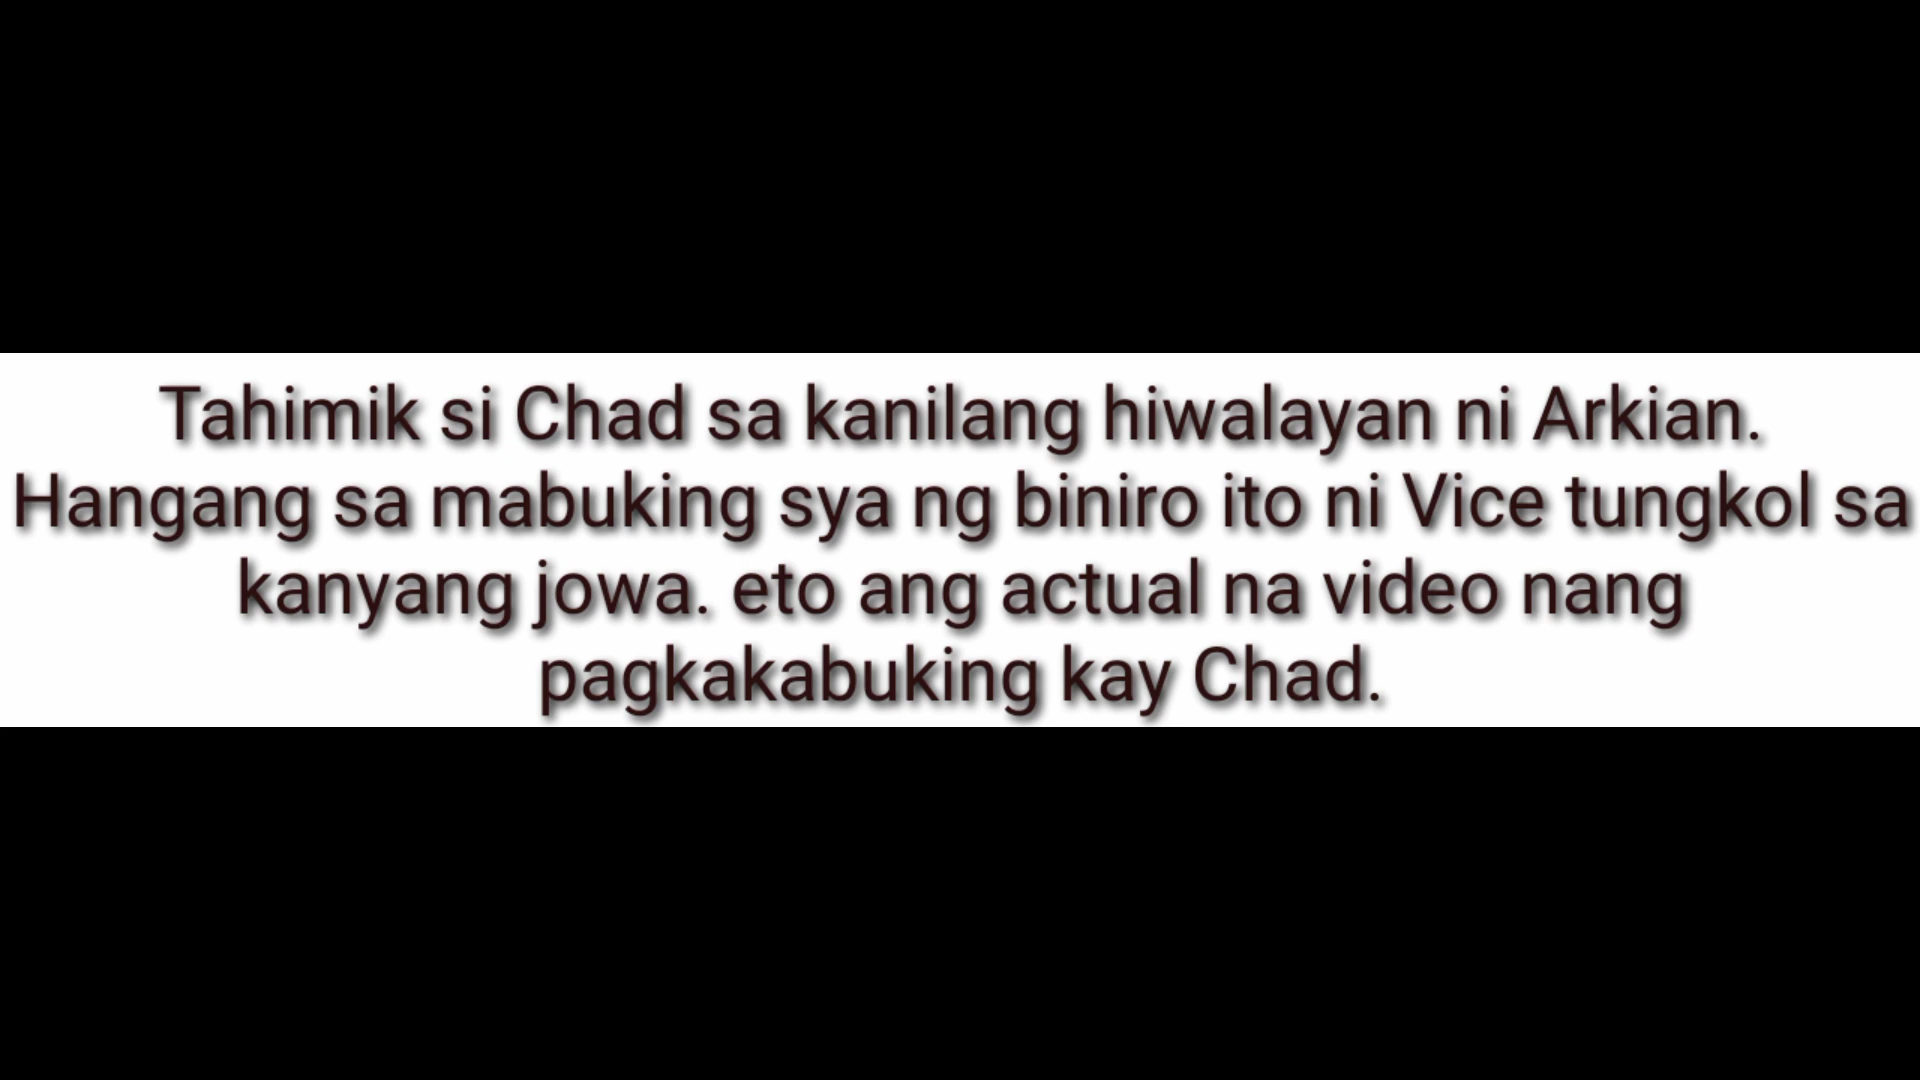 Tahimik si Chad sa kanilang hiwalayan ni Arkian.
Hangang sa mabuking sya ng biniro ito ni Vice tungkol sa
kanyang jowa. eto ang actual na video nang
pagkakabuking kay Chad.